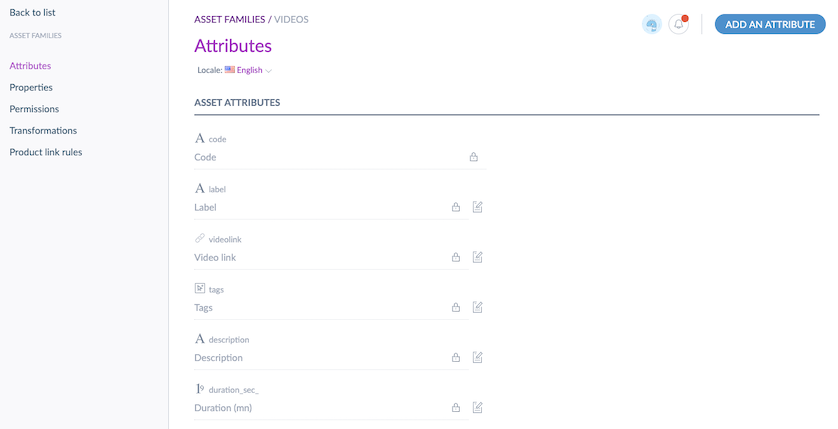 Back to list
ASSET FAMILIES
Attributes
Properties
Permissions
Transformations
Product link rules
ASSET FAMILIES / VIDEOS
ADD AN ATTRIBUTE
Attributes
Locale: English
ASSET ATTRIBUTES
A code
Code
A label
Label
videolink
Video link
tags
Tags
A description
Description
duration_sec_
Duration (mn)